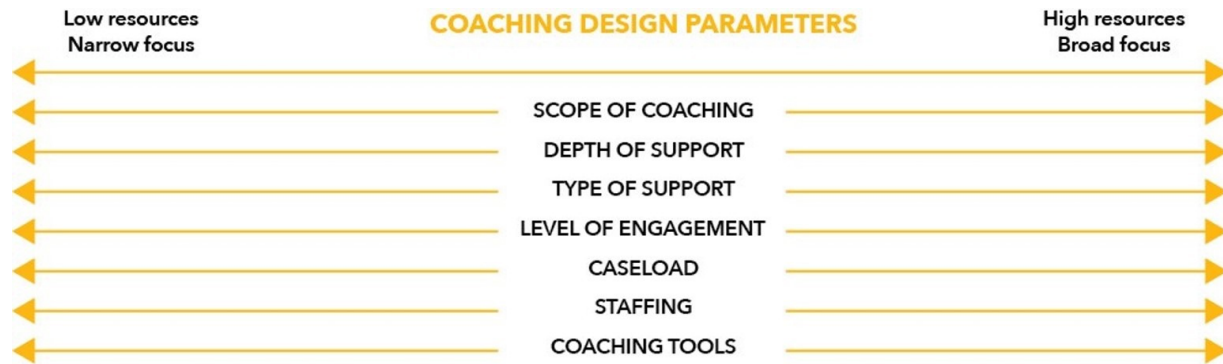 Low resources
Narrow focus
COACHING DESIGN PARAMETERS
High resources
Broad focus
SCOPE OF COACHING
DEPTH OF SUPPORT
TYPE OF SUPPORT
LEVEL OF ENGAGEMENT
CASELOAD
STAFFING
COACHING TOOLS